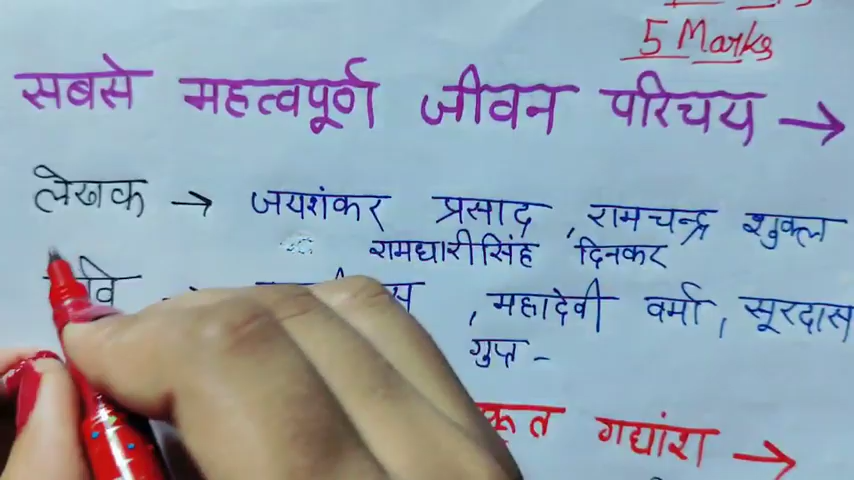 5 Marks
सबसे महत्वपूर्ण जीवन परिचय →
लेखक → जयशंकर प्रसाद , रामचन्द्र शुक्ल
रामधारीसिंह दिनकर
, महादेवी वर्मा , सूरदास
गुप्त -
गद्यांश →